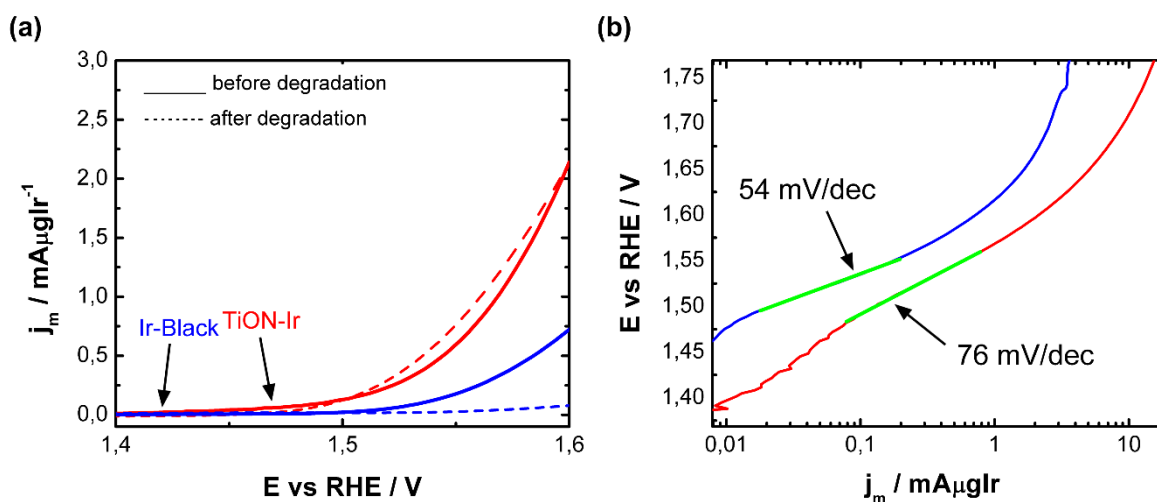 (a)
3,0
2,5
2,0
1,5
1,0
0,5
0,0
j_m / mAµgIr⁻¹
before degradation
after degradation
Ir-Black
TiON-Ir
1,4
1,5
1,6
E vs RHE / V
(b)
1,75
1,70
1,65
1,60
1,55
1,50
1,45
1,40
E vs RHE / V
54 mV/dec
76 mV/dec
0,01
0,1
1
10
j_m / mAµgIr